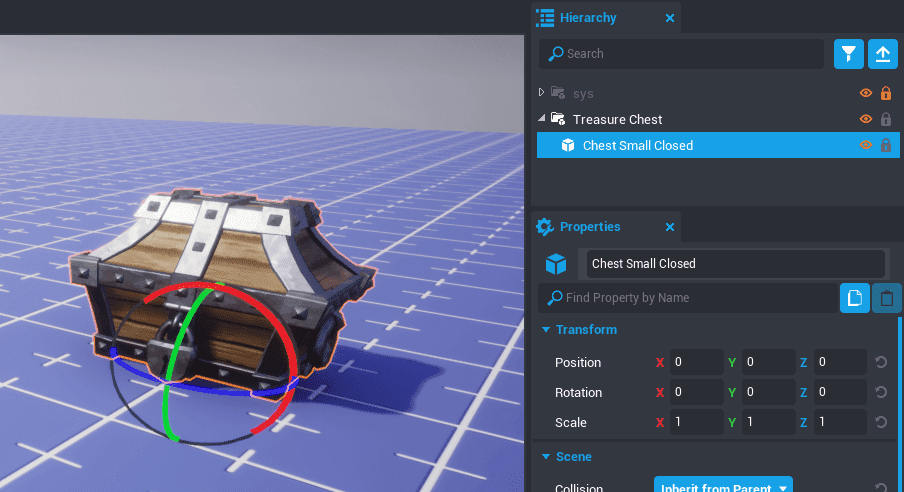 Hierarchy
Search
sys
Treasure Chest
Chest Small Closed
Properties
Chest Small Closed
Find Property by Name
Transform
Position X 0 Y 0 Z 0
Rotation X 0 Y 0 Z 0
Scale X 1 Y 1 Z 1
Scene
Collision Inherit from Parent